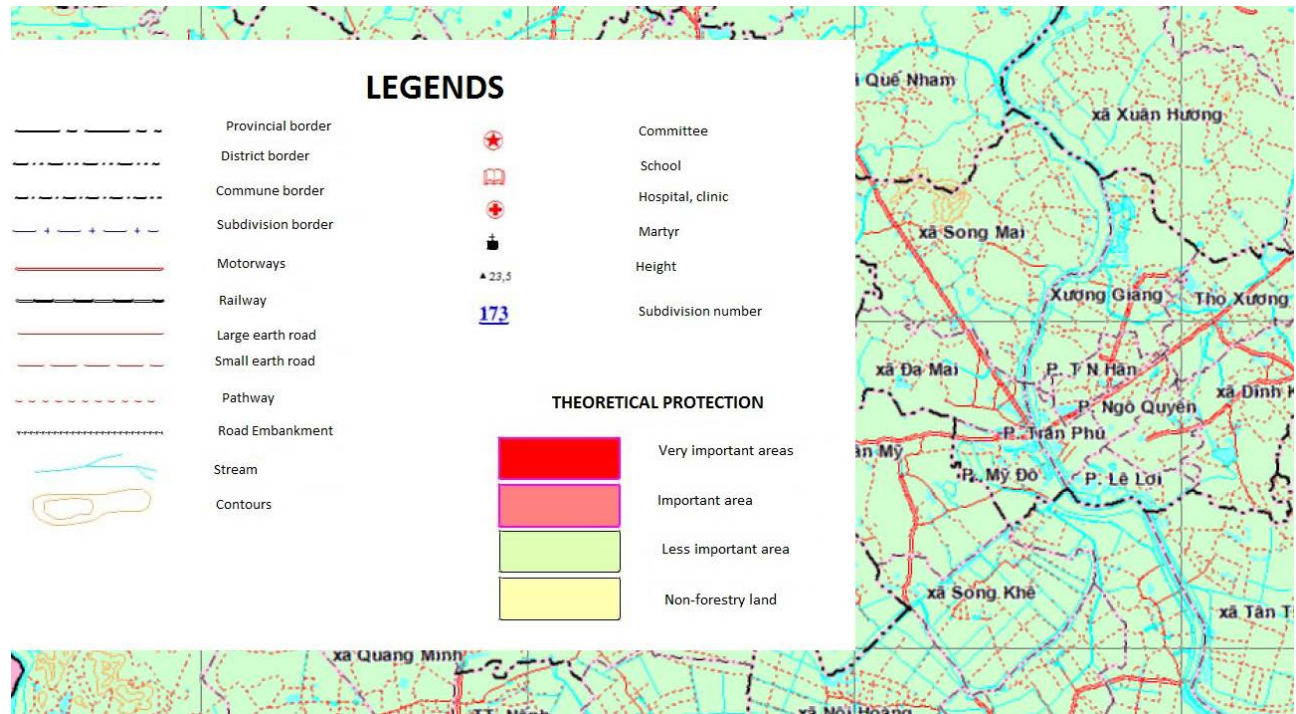 LEGENDS
Provincial border
District border
Commune border
Subdivision border
Motorways
Railway
Large earth road
Small earth road
Pathway
Road Embankment
Stream
Contours
Committee
School
Hospital, clinic
Martyr
23,5
Height
173
Subdivision number
THEORETICAL PROTECTION
Very important areas
Important area
Less important area
Non-forestry land
Quế Nham
xã Xuân Hương
xã Song Mai
Xương Giang
Thọ Xương
xã Đa Mai
P. T N Hãn
xã Dĩnh
P. Ngô Quyền
P. Trần Phú
Mỹ
P. Mỹ Độ
P. Lê Lợi
xã Song Khê
xã Tân
xã Quang Minh
xã Nội Hoàng